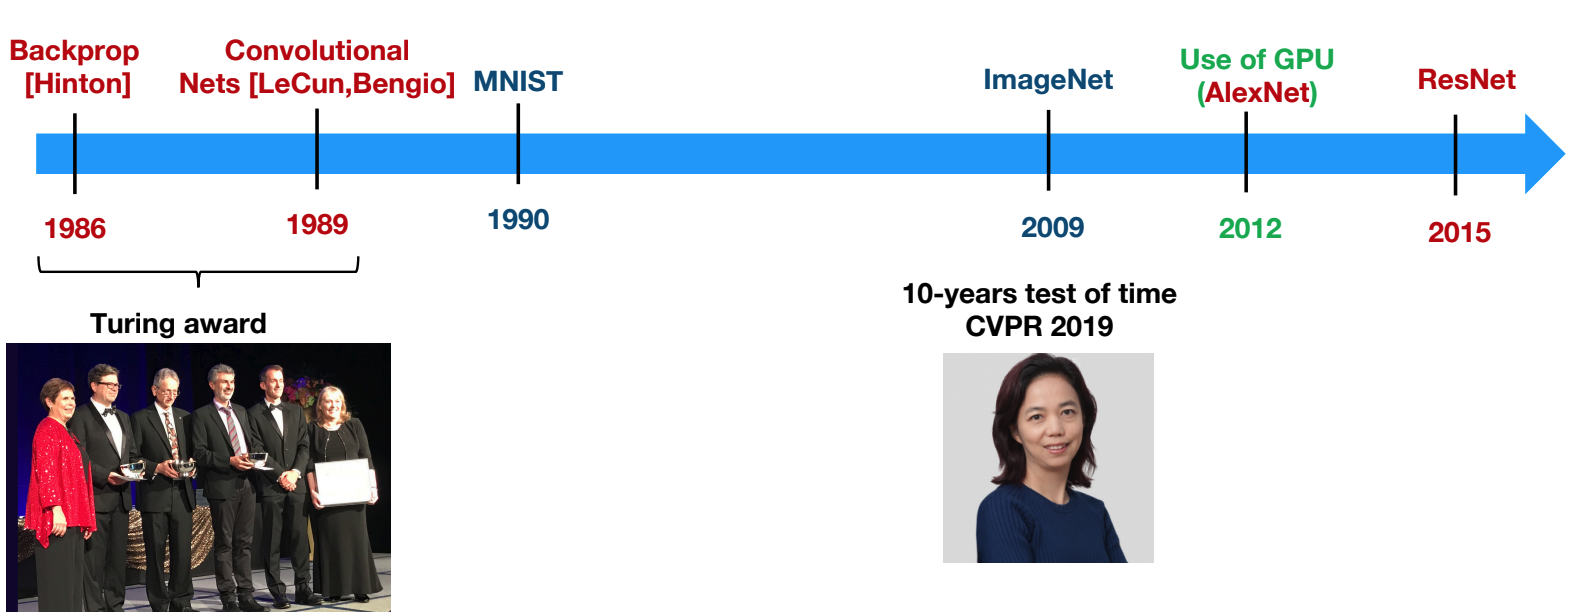 Backprop
[Hinton]
Convolutional
Nets [LeCun,Bengio]
MNIST
ImageNet
Use of GPU
(AlexNet)
ResNet
1986
1989
1990
2009
2012
2015
Turing award
10-years test of time
CVPR 2019